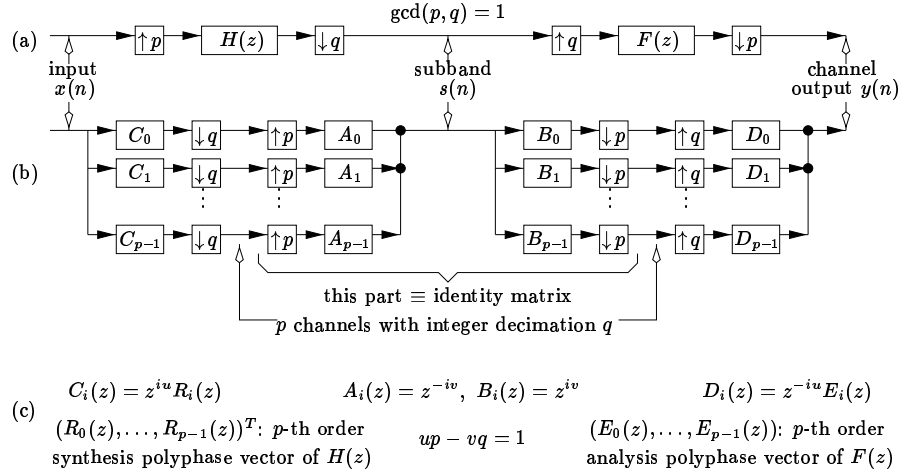 gcd(p, q) = 1
(a) ↑p H(z) ↓q ↑q F(z) ↓p
input subband channel
x(n) s(n) output y(n)
C₀ ↓q ↑p A₀ B₀ ↓p ↑q D₀
(b) C₁ ↓q ↑p A₁ B₁ ↓p ↑q D₁
⋮ ⋮ ⋮ ⋮
Cₚ₋₁ ↓q ↑p Aₚ₋₁ Bₚ₋₁ ↓p ↑q Dₚ₋₁
this part ≡ identity matrix
p channels with integer decimation q
Cᵢ(z) = z^{iu}Rᵢ(z) Aᵢ(z) = z^{−iv}, Bᵢ(z) = z^{iv} Dᵢ(z) = z^{−iu}Eᵢ(z)
(c) (R₀(z), . . . , Rₚ₋₁(z))ᵀ: p-th order up − vq = 1 (E₀(z), . . . , Eₚ₋₁(z)): p-th order
synthesis polyphase vector of H(z) analysis polyphase vector of F(z)